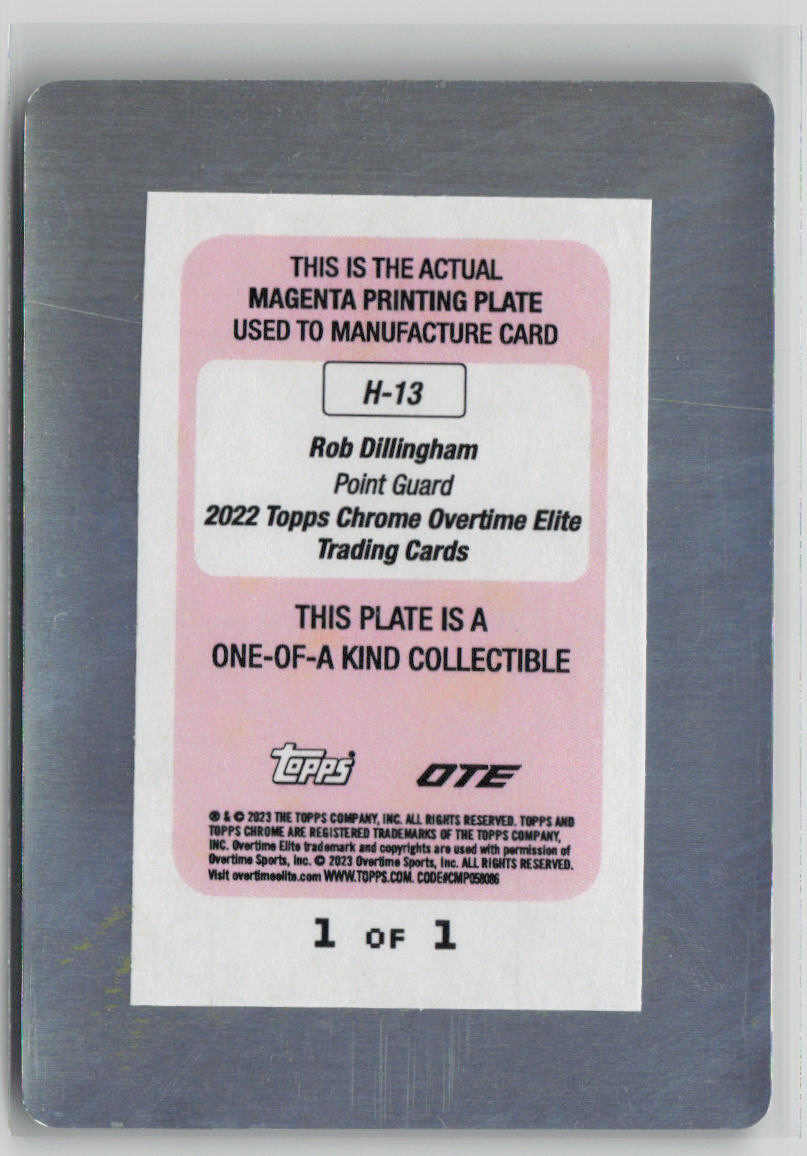 THIS IS THE ACTUAL
MAGENTA PRINTING PLATE
USED TO MANUFACTURE CARD
H-13
Rob Dillingham
Point Guard
2022 Topps Chrome Overtime Elite
Trading Cards
THIS PLATE IS A
ONE-OF-A KIND COLLECTIBLE
topps OTE
® & © 2023 THE TOPPS COMPANY, INC. ALL RIGHTS RESERVED. TOPPS AND
TOPPS CHROME ARE REGISTERED TRADEMARKS OF THE TOPPS COMPANY,
INC. Overtime Elite trademark and copyrights are used with permission of
Overtime Sports, Inc. © 2023 Overtime Sports, Inc. ALL RIGHTS RESERVED.
Visit overtimeelite.com WWW.TOPPS.COM. CODE#CMP058086
1 OF 1